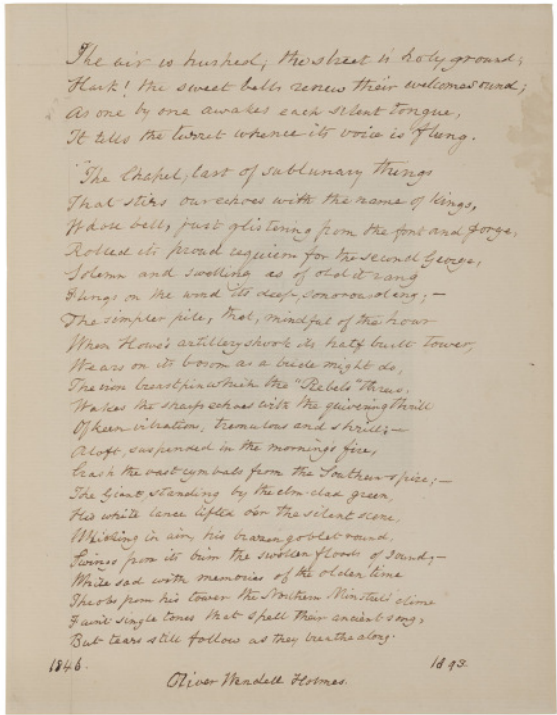 The air is hushed; the street is holy ground;
Hark! the sweet bells renew their welcome sound;
As one by one awakes each silent tongue,
It tells the turret whence its voice is flung.
"The Chapel, last of sublunary things
That stirs our echoes with the name of Kings,
Whose bell, just glistening from the font and forge,
Rolled its proud requiem for the second George,
Solemn and swelling, as of old it rang
Flings on the wind its deep, sonorous clang; —
The simpler pile, that, mindful of the hour
When Howe's artillery shook its half built tower,
Wears on its bosom as a bride might do,
The iron breastpin which the "Rebels" threw,
Wakes the sharp echoes with the quivering thrill
Of keen vibrations, tremulous and shrill; —
Aloft, suspended in the morning's fire,
Crash the vast cymbals from the Southern spire; —
The Giant, standing by the elm-clad green,
His white lance lifted o'er the silent scene,
Whirling in air, his brazen goblet round,
Swings from its brim the swollen floods of sound; —
While sad with memories of the olden time
Throbs from his tower the Northern Minstrel's chime
Faint single tones that spell their ancient song,
But tears still follow as they breathe along.
1846. 1893
Oliver Wendell Holmes.